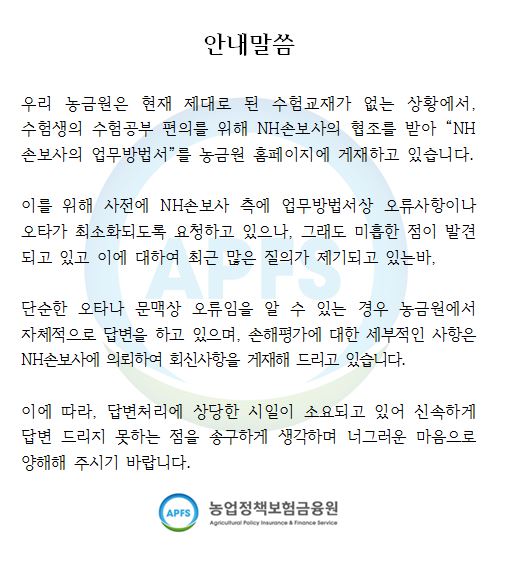 안내말씀
우리 농금원은 현재 제대로 된 수험교재가 없는 상황에서,
수험생의 수험공부 편의를 위해 NH손보사의 협조를 받아 “NH
손보사의 업무방법서”를 농금원 홈페이지에 게재하고 있습니다.
이를 위해 사전에 NH손보사 측에 업무방법서상 오류사항이나
오타가 최소화되도록 요청하고 있으나, 그래도 미흡한 점이 발견
되고 있고 이에 대하여 최근 많은 질의가 제기되고 있는바,
단순한 오타나 문맥상 오류임을 알 수 있는 경우 농금원에서
자체적으로 답변을 하고 있으며, 손해평가에 대한 세부적인 사항은
NH손보사에 의뢰하여 회신사항을 게재해 드리고 있습니다.
이에 따라, 답변처리에 상당한 시일이 소요되고 있어 신속하게
답변 드리지 못하는 점을 송구하게 생각하며 너그러운 마음으로
양해해 주시기 바랍니다.
APFS
APFS 농업정책보험금융원
Agricultural Policy Insurance & Finance Service